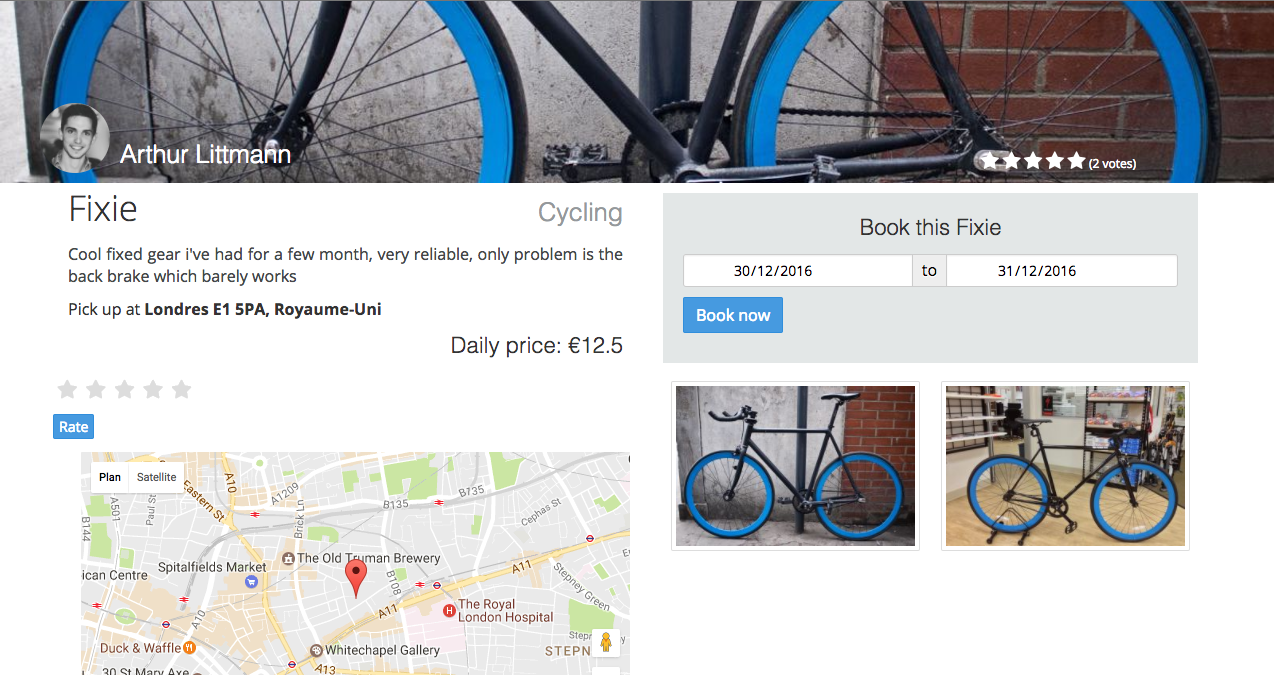 Arthur Littmann
(2 votes)
Fixie
Cycling
Cool fixed gear i've had for a few month, very reliable, only problem is the
back brake which barely works
Pick up at Londres E1 5PA, Royaume-Uni
Daily price: €12.5
Rate
Book this Fixie
30/12/2016 to 31/12/2016
Book now
Plan Satellite
A10
A1209
Eastern St
A501
Paul St
B144
Brick Ln
B135
B735
Cephas St
The Old Truman Brewery
Spitalfields Market
ican Centre
B108
A11
Stepney Green
A11
The Royal
London Hospital
A10
Duck & Waffle
Whitechapel Gallery
Stepn
STEPN
30 St Mary Axe
A13